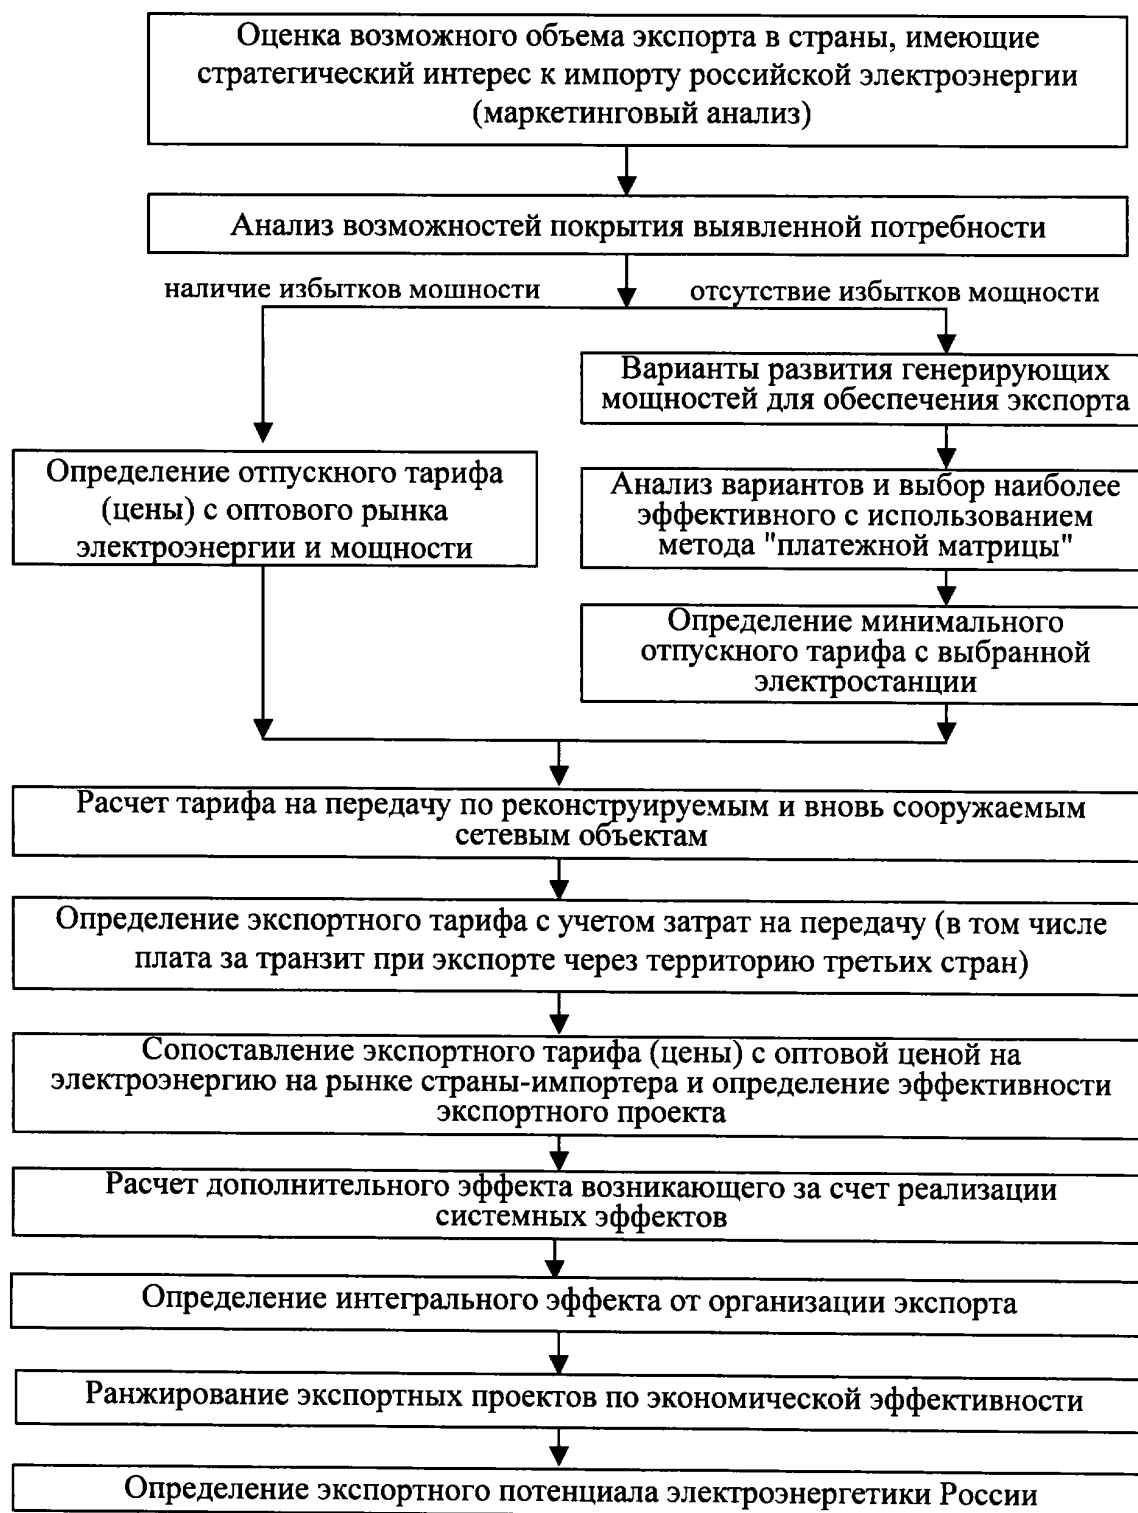 Оценка возможного объема экспорта в страны, имеющие
стратегический интерес к импорту российской электроэнергии
(маркетинговый анализ)
Анализ возможностей покрытия выявленной потребности
наличие избытков мошности
отсутствие избытков мощности
Варианты развития генерирующих
мощностей для обеспечения экспорта
Определение отпускного тарифа
(цены) с оптового рынка
электроэнергии и мощности
Анализ вариантов и выбор наиболее
эффективного с использованием
метода "платежной матрицы"
Определение минимального
отпускного тарифа с выбранной
электростанции
Расчет тарифа на передачу по реконструируемым и вновь сооружаемым
сетевым объектам
Определение экспортного тарифа с учетом затрат на передачу (в том числе
плата за транзит при экспорте через территорию третьих стран)
Сопоставление экспортного тарифа (цены) с оптовой ценой на
электроэнергию на рынке страны-импортера и определение эффективности
экспортного проекта
Расчет дополнительного эффекта возникающего за счет реализации
системных эффектов
Определение интегрального эффекта от организации экспорта
Ранжирование экспортных проектов по экономической эффективности
Определение экспортного потенциала электроэнергетики России